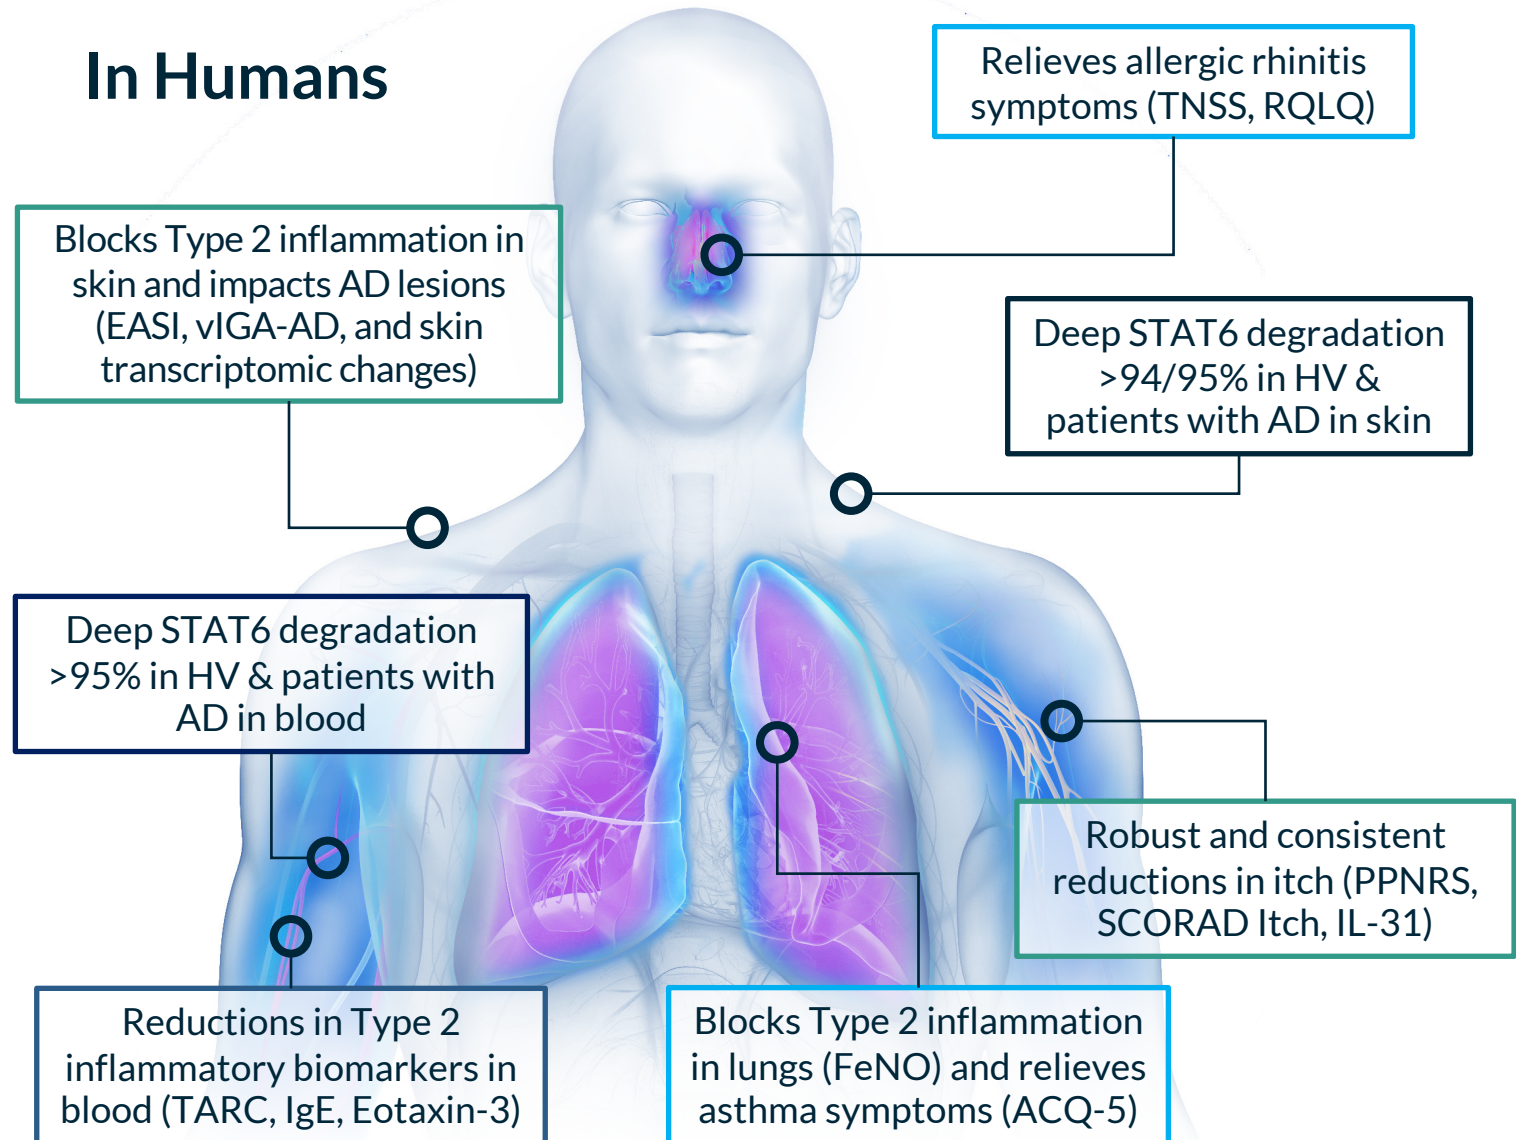 In Humans
Relieves allergic rhinitis
symptoms (TNSS, RQLQ)
Blocks Type 2 inflammation in
skin and impacts AD lesions
(EASI, vIGA-AD, and skin
transcriptomic changes)
Deep STAT6 degradation
>94/95% in HV &
patients with AD in skin
Deep STAT6 degradation
>95% in HV & patients with
AD in blood
Robust and consistent
reductions in itch (PPNRS,
SCORAD Itch, IL-31)
Reductions in Type 2
inflammatory biomarkers in
blood (TARC, IgE, Eotaxin-3)
Blocks Type 2 inflammation
in lungs (FeNO) and relieves
asthma symptoms (ACQ-5)